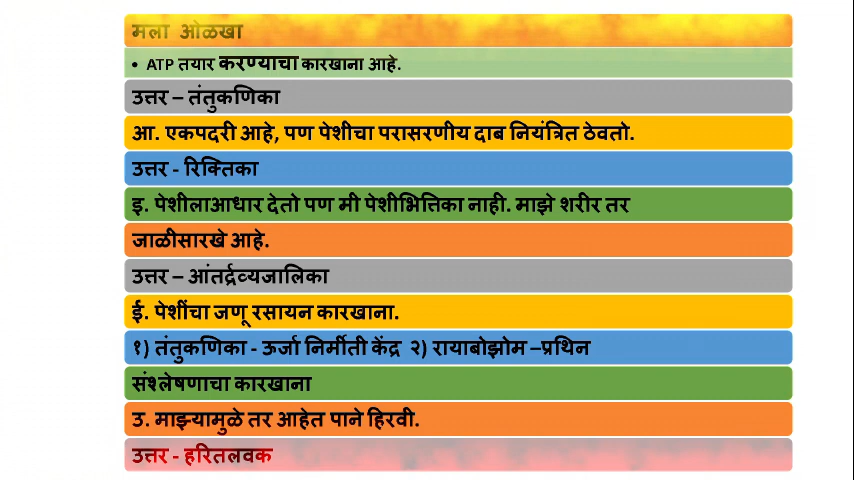 मला ओळखा
• ATP तयार करण्याचा कारखाना आहे.
उत्तर – तंतुकणिका
आ. एकपदरी आहे, पण पेशीचा परासरणीय दाब नियंत्रित ठेवतो.
उत्तर - रिक्तिका
इ. पेशीलाआधार देतो पण मी पेशीभित्तिका नाही. माझे शरीर तर
जाळीसारखे आहे.
उत्तर – आंतर्द्रव्यजालिका
ई. पेशींचा जणू रसायन कारखाना.
१) तंतुकणिका - ऊर्जा निर्मीती केंद्र २) रायाबोझोम –प्रथिन
संश्लेषणाचा कारखाना
उ. माझ्यामुळे तर आहेत पाने हिरवी.
उत्तर - हरितलवक